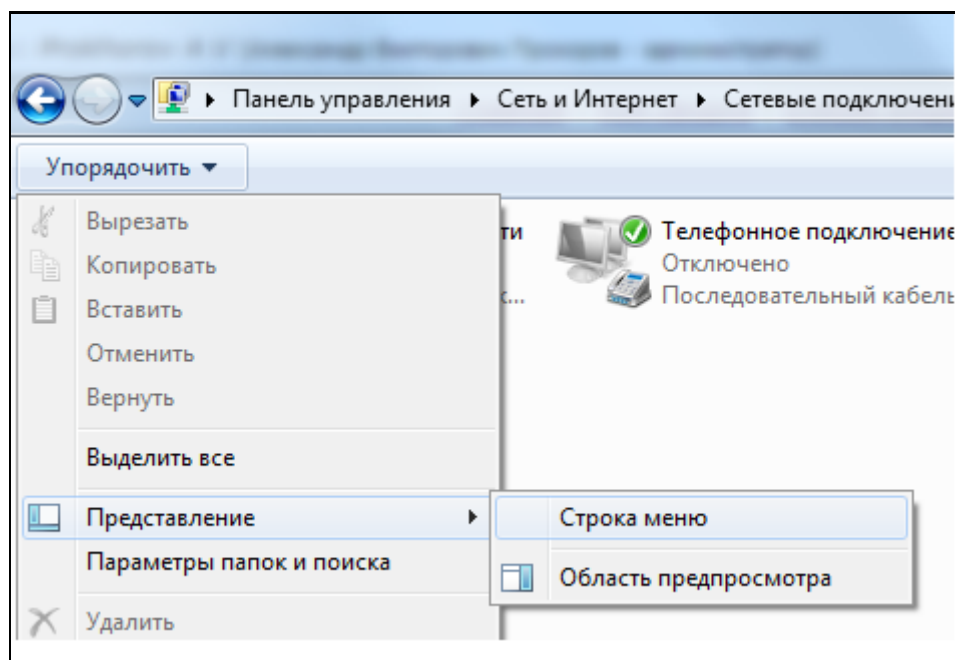 Панель управления ▸ Сеть и Интернет ▸ Сетевые подключени
Упорядочить
Вырезать
Копировать
Вставить
Отменить
Вернуть
Выделить все
Представление
Параметры папок и поиска
Удалить
ти
с...
Телефонное подключение
Отключено
Последовательный кабель
Строка меню
Область предпросмотра